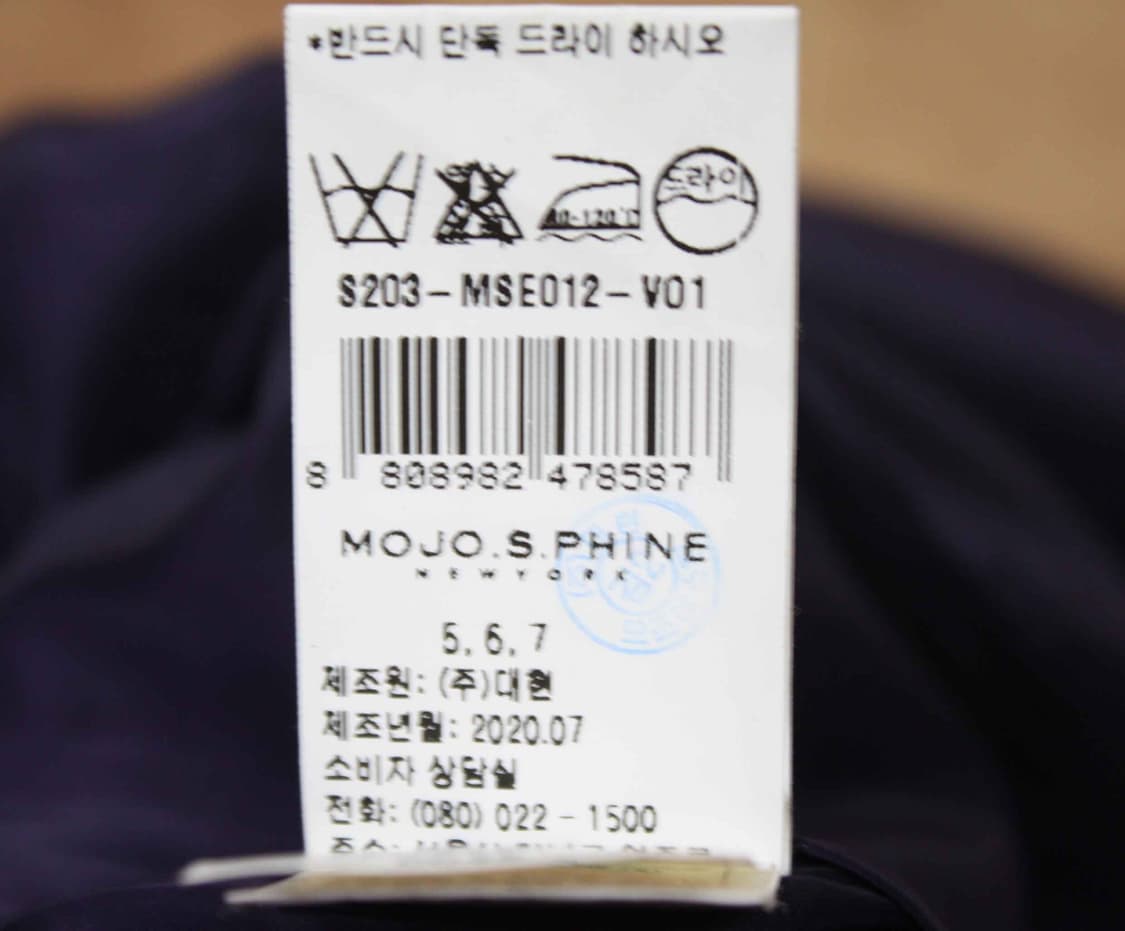 *반드시 단독 드라이 하시오
드라이
S203-MSE012-V01
8 808982 478587
MOJO.S.PHINE
NEWYORK
5, 6, 7
제조원: (주)대현
제조년월: 2020.07
소비자 상담실
전화: (080) 022-1500